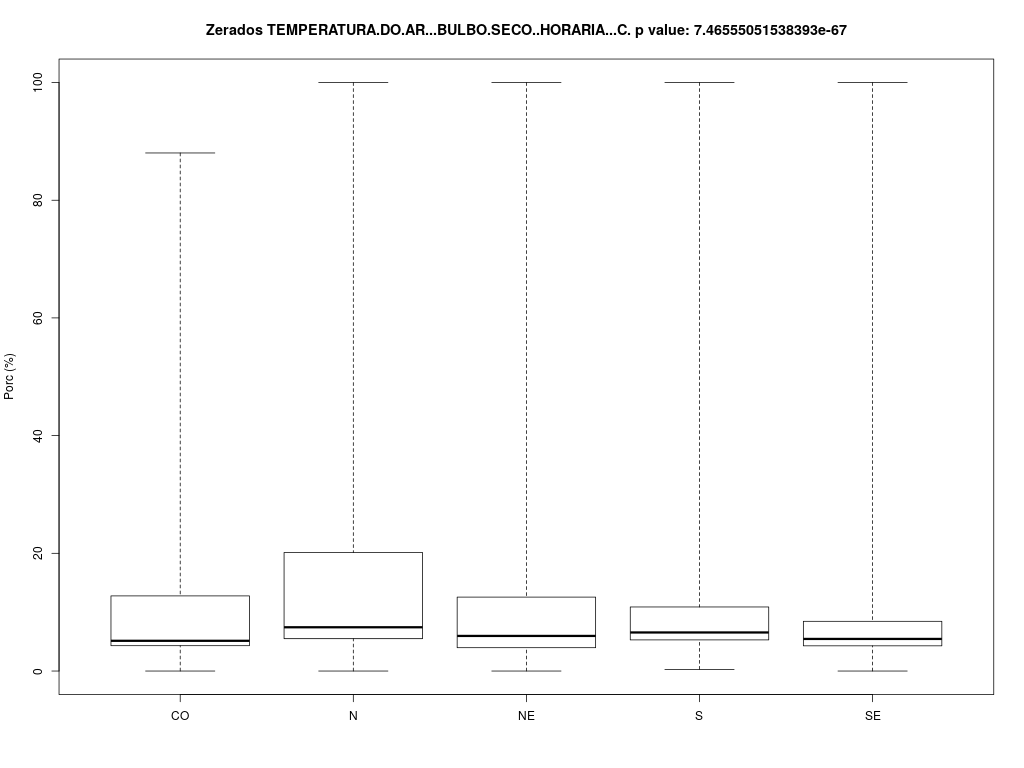 Zerados TEMPERATURA.DO.AR...BULBO.SECO..HORARIA...C. p value: 7.46555051538393e-67
Porc (%)
100
80
60
40
20
0
CO N NE S SE